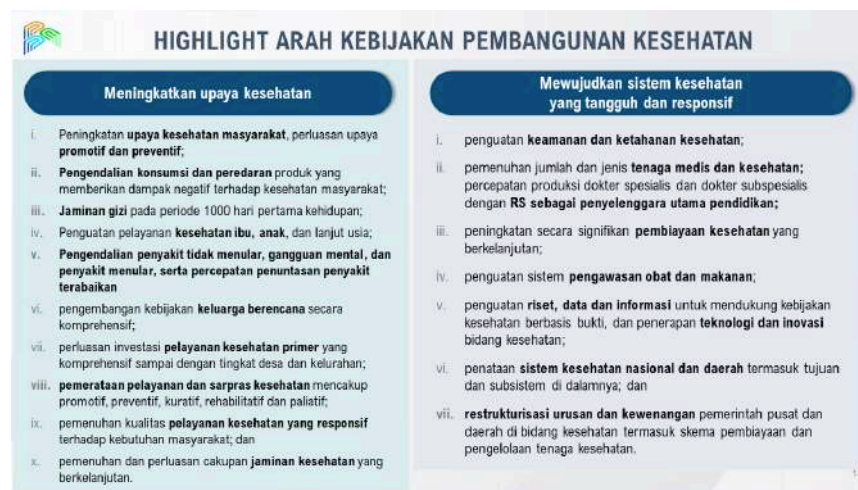 HIGHLIGHT ARAH KEBIJAKAN PEMBANGUNAN KESEHATAN
Meningkatkan upaya kesehatan
i. Peningkatan upaya kesehatan masyarakat, perluasan upaya
promotif dan preventif;
ii. Pengendalian konsumsi dan peredaran produk yang
memberikan dampak negatif terhadap kesehatan masyarakat;
iii. Jaminan gizi pada periode 1000 hari pertama kehidupan;
iv. Penguatan pelayanan kesehatan ibu, anak, dan lanjut usia;
v. Pengendalian penyakit tidak menular, gangguan mental, dan
penyakit menular, serta percepatan penuntasan penyakit
terabaikan
vi. pengembangan kebijakan keluarga berencana secara
komprehensif;
vii. perluasan investasi pelayanan kesehatan primer yang
komprehensif sampai dengan tingkat desa dan kelurahan;
viii. pemerataan pelayanan dan sarpras kesehatan mencakup
promotif, preventif, kuratif, rehabilitatif dan paliatif;
ix. pemenuhan kualitas pelayanan kesehatan yang responsif
terhadap kebutuhan masyarakat; dan
x. pemenuhan dan perluasan cakupan jaminan kesehatan yang
berkelanjutan.
Mewujudkan sistem kesehatan
yang tangguh dan responsif
i. penguatan keamanan dan ketahanan kesehatan;
ii. pemenuhan jumlah dan jenis tenaga medis dan kesehatan;
percepatan produksi dokter spesialis dan dokter subspesialis
dengan RS sebagai penyelenggara utama pendidikan;
iii. peningkatan secara signifikan pembiayaan kesehatan yang
berkelanjutan;
iv. penguatan sistem pengawasan obat dan makanan;
v. penguatan riset, data dan informasi untuk mendukung kebijakan
kesehatan berbasis bukti, dan penerapan teknologi dan inovasi
bidang kesehatan;
vi. penataan sistem kesehatan nasional dan daerah termasuk tujuan
dan subsistem di dalamnya; dan
vii. restrukturisasi urusan dan kewenangan pemerintah pusat dan
daerah di bidang kesehatan termasuk skema pembiayaan dan
pengelolaan tenaga kesehatan.